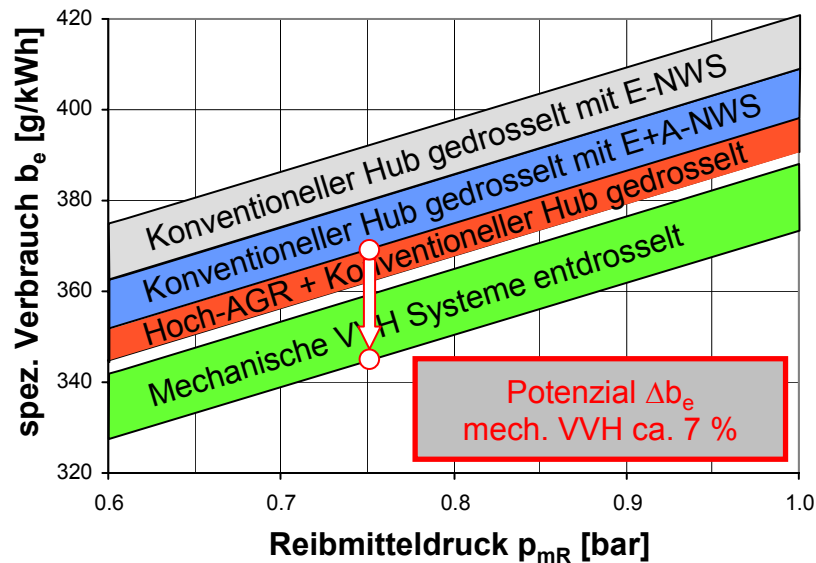 spez. Verbrauch bₑ [g/kWh]
420
400
380
360
340
320
Konventioneller Hub gedrosselt mit E-NWS
Konventioneller Hub gedrosselt mit E+A-NWS
Hoch-AGR + Konventioneller Hub gedrosselt
Mechanische VVH Systeme entdrosselt
Potenzial Δbₑ
mech. VVH ca. 7 %
0.6 0.7 0.8 0.9 1.0
Reibmitteldruck pmR [bar]